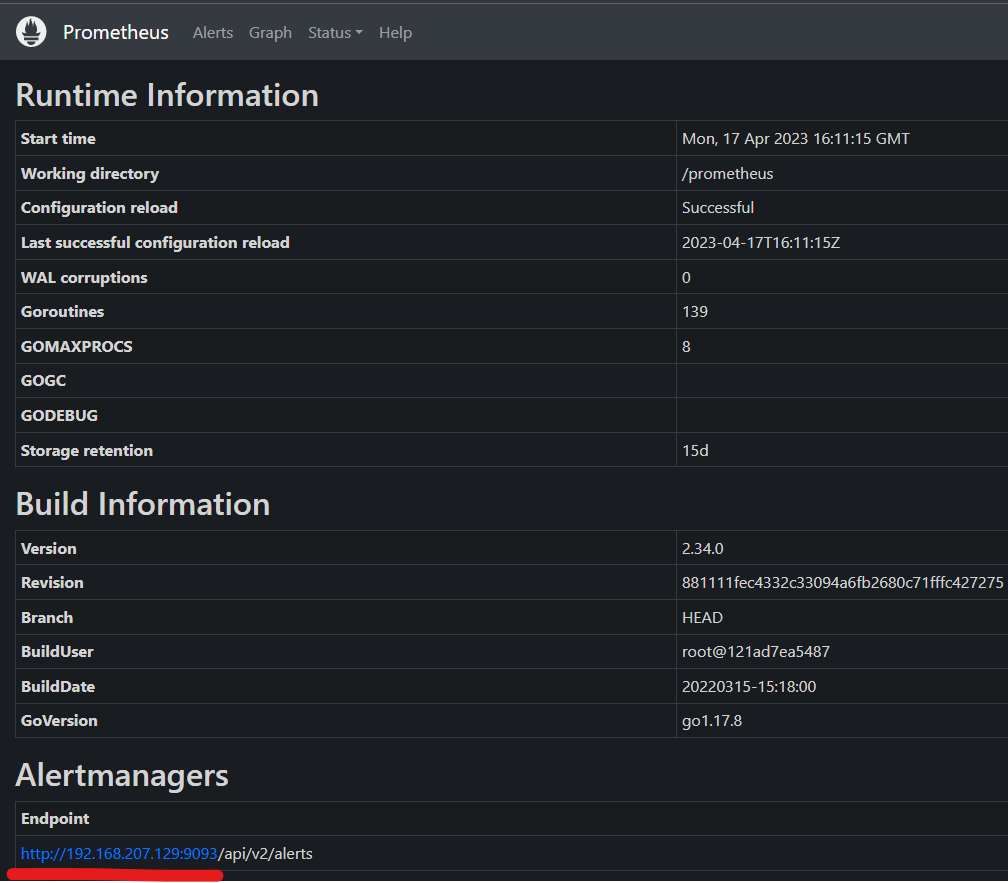 Prometheus Alerts Graph Status Help
Runtime Information
Start time Mon, 17 Apr 2023 16:11:15 GMT
Working directory /prometheus
Configuration reload Successful
Last successful configuration reload 2023-04-17T16:11:15Z
WAL corruptions 0
Goroutines 139
GOMAXPROCS 8
GOGC
GODEBUG
Storage retention 15d
Build Information
Version 2.34.0
Revision 881111fec4332c33094a6fb2680c71fffc427275
Branch HEAD
BuildUser root@121ad7ea5487
BuildDate 20220315-15:18:00
GoVersion go1.17.8
Alertmanagers
Endpoint
http://192.168.207.129:9093/api/v2/alerts